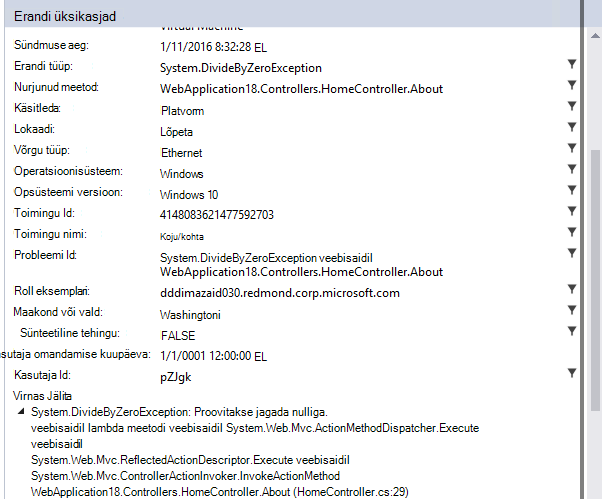 Erandi üksikasjad
Virtual Machine
Sündmuse aeg: 1/11/2016 8:32:28 EL
Erandi tüüp: System.DivideByZeroException
Nurjunud meetod: WebApplication18.Controllers.HomeController.About
Käsitleda: Platvorm
Lokaadi: Lõpeta
Võrgu tüüp: Ethernet
Operatsioonisüsteem: Windows
Opsüsteemi versioon: Windows 10
Toimingu Id: 4148083621477592703
Toimingu nimi: Koju/kohta
Probleemi Id: System.DivideByZeroException veebisaidil
WebApplication18.Controllers.HomeController.About
Roll eksemplari: dddimazaid030.redmond.corp.microsoft.com
Maakond või vald: Washingtoni
Sünteetiline tehingu: FALSE
sutaja omandamise kuupäeva: 1/1/0001 12:00:00 EL
Kasutaja Id: pZJgk
Virnas Jälita
System.DivideByZeroException: Proovitakse jagada nulliga.
veebisaidil lambda meetodi veebisaidil System.Web.Mvc.ActionMethodDispatcher.Execute
veebisaidil
System.Web.Mvc.ReflectedActionDescriptor.Execute veebisaidil
System.Web.Mvc.ControllerActionInvoker.InvokeActionMethod
WebApplication18.Controllers.HomeController.About (HomeController.cs:29)